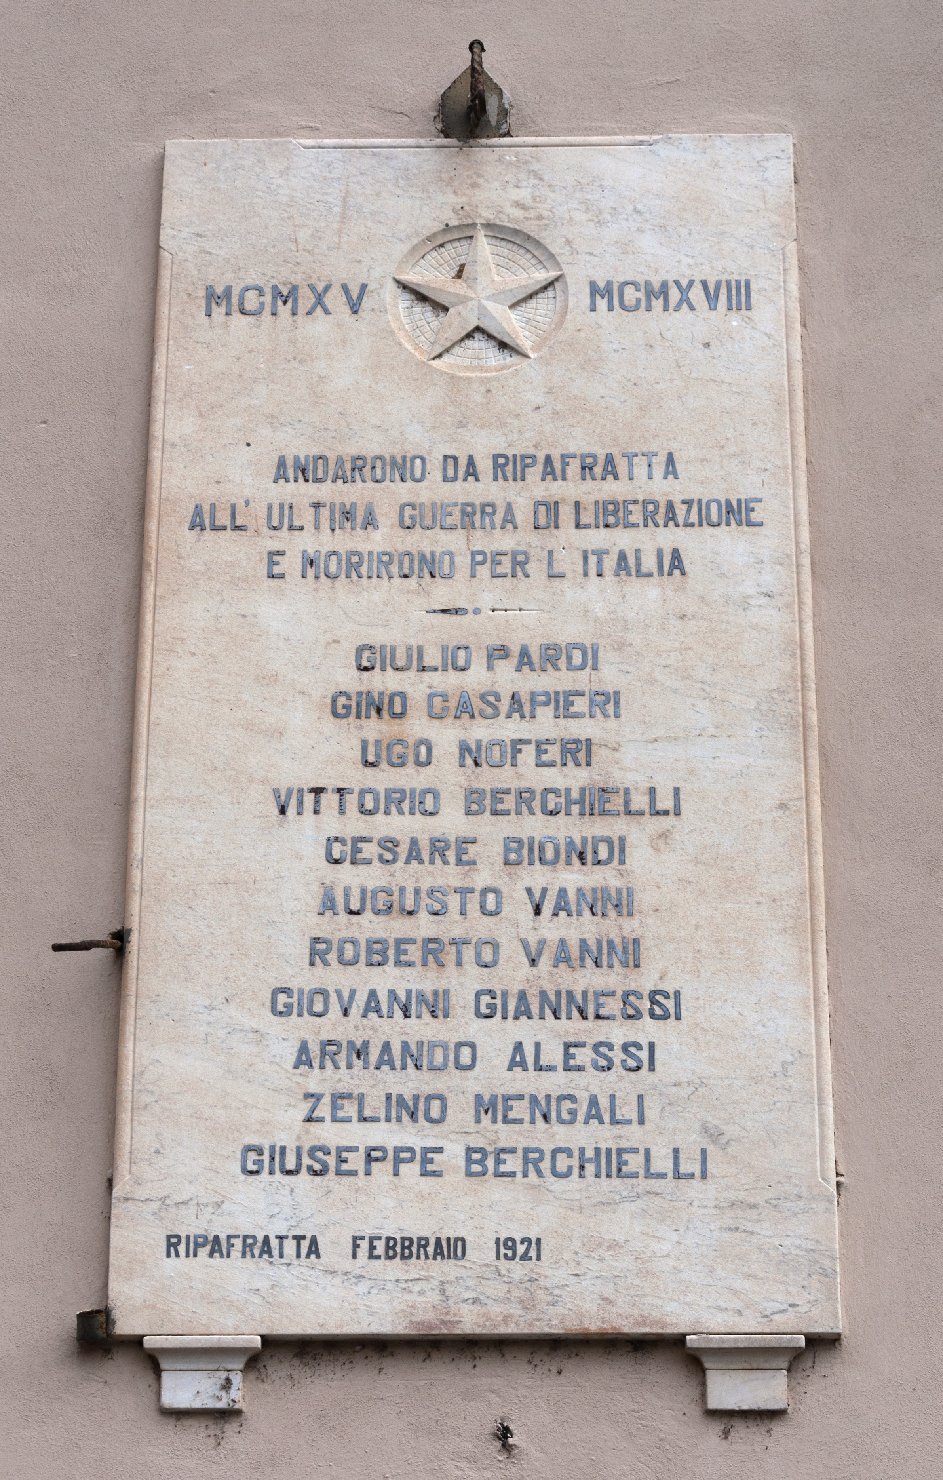 MCMXV MCMXVIII
ANDARONO DA RIPAFRATTA
ALL' ULTIMA GUERRA DI LIBERAZIONE
E MORIRONO PER L ITALIA
GIULIO PARDI
GINO CASAPIERI
UGO NOFERI
VITTORIO BERCHIELLI
CESARE BIONDI
AUGUSTO VANNI
ROBERTO VANNI
GIOVANNI GIANNESSI
ARMANDO ALESSI
ZELINO MENGALI
GIUSEPPE BERCHIELLI
RIPAFRATTA FEBBRAIO 1921